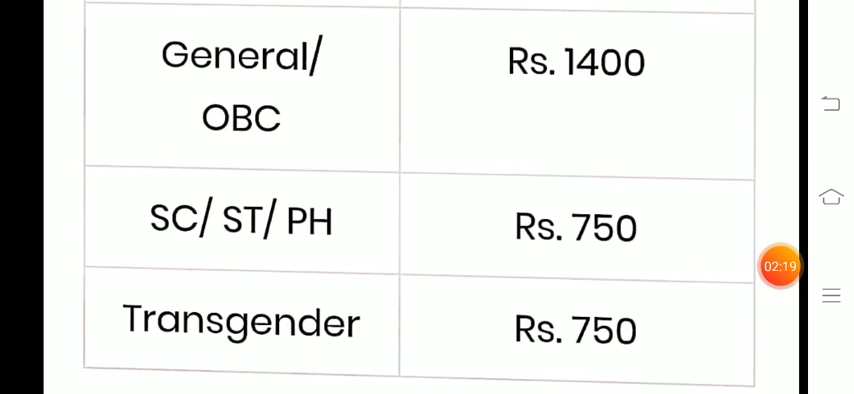 General/
OBC
Rs. 1400
SC/ ST/ PH
Rs. 750
Transgender
Rs. 750
02:19